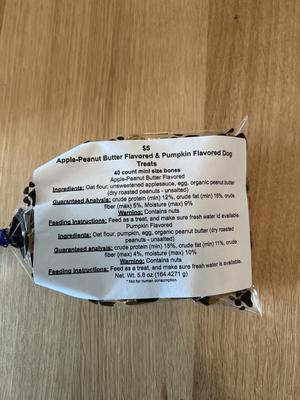 $5
Apple-Peanut Butter Flavored & Pumpkin Flavored Dog
Treats
40 count mini size bones
Apple-Peanut Butter Flavored
Ingredients: Oat flour, unsweetened applesauce, egg, organic peanut butter
(dry roasted peanuts - unsalted)
Guaranteed Analysis: crude protein (min) 12%, crude fat (min) 16%, crude
fiber (max) 5%, Moisture (max) 9%
Warning: Contains nuts
Feeding Instructions: Feed as a treat, and make sure fresh water id available.
Pumpkin Flavored
Ingredients: Oat flour, pumpkin, egg, organic peanut butter (dry roasted
peanuts - unsalted)
Guaranteed analysis: crude protein (min) 15%, crude fat (min) 11%, crude
fiber (max) 4%, moisture (max) 10%
Warning: Contains nuts
Feeding Instructions: Feed as a treat, and make sure fresh water is available.
Net. Wt. 5.8 oz (164.4271 g)
* Not for human consumption